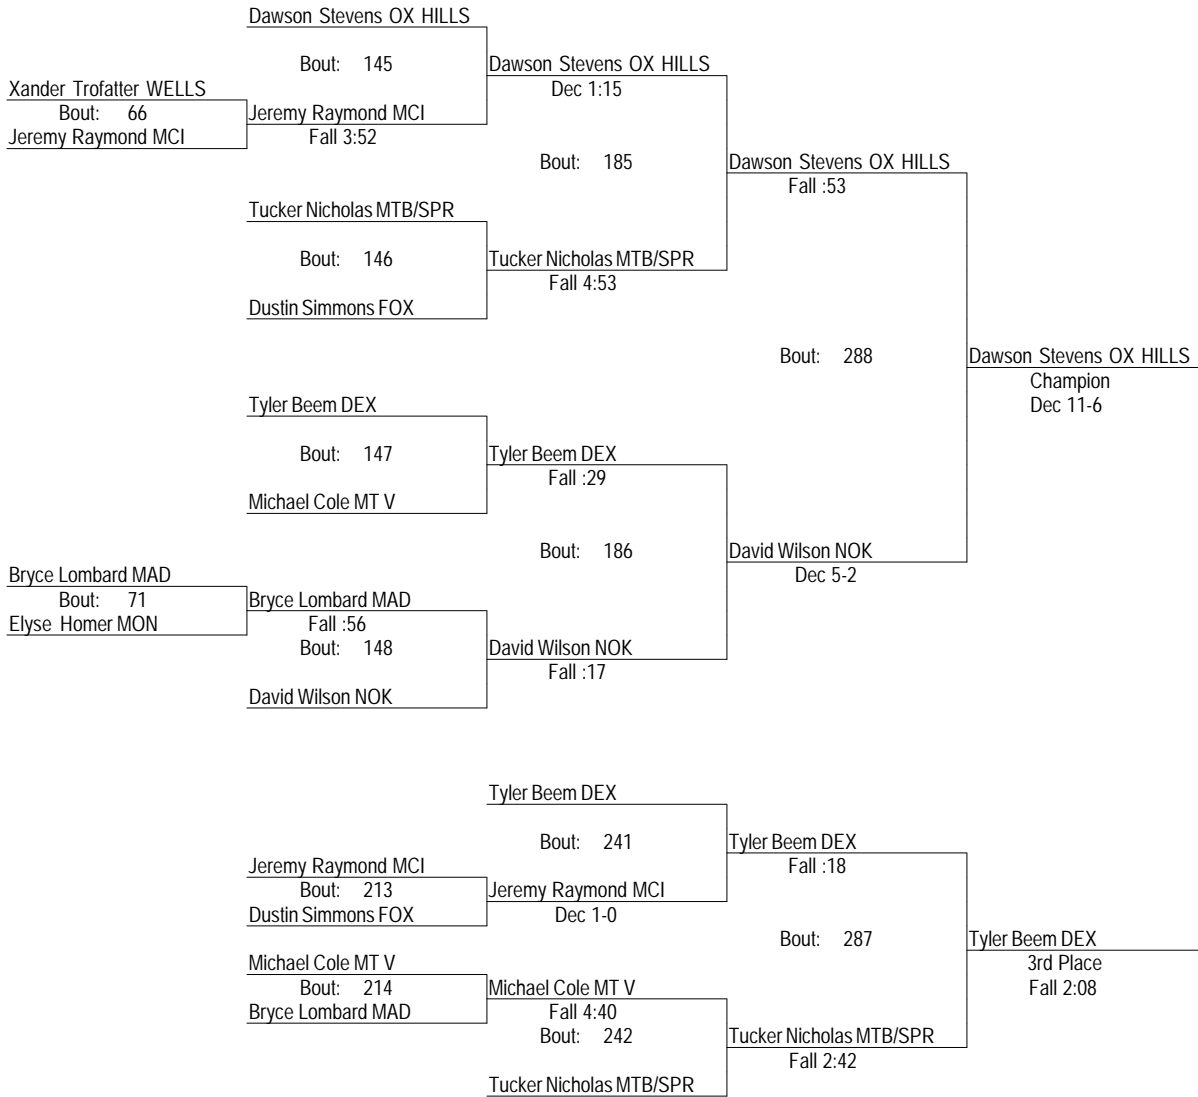 Dawson Stevens OX HILLS
Bout: 145
Dawson Stevens OX HILLS
Dec 1:15
Xander Trofatter WELLS
Bout: 66
Jeremy Raymond MCI
Jeremy Raymond MCI
Fall 3:52
Bout: 185
Dawson Stevens OX HILLS
Fall :53
Tucker Nicholas MTB/SPR
Bout: 146
Tucker Nicholas MTB/SPR
Fall 4:53
Dustin Simmons FOX
Bout: 288
Dawson Stevens OX HILLS
Champion
Dec 11-6
Tyler Beem DEX
Bout: 147
Tyler Beem DEX
Fall :29
Michael Cole MT V
Bout: 186
David Wilson NOK
Dec 5-2
Bryce Lombard MAD
Bout: 71
Elyse Homer MON
Bryce Lombard MAD
Fall :56
Bout: 148
David Wilson NOK
Fall :17
David Wilson NOK
Tyler Beem DEX
Bout: 241
Tyler Beem DEX
Fall :18
Jeremy Raymond MCI
Bout: 213
Jeremy Raymond MCI
Dustin Simmons FOX
Dec 1-0
Bout: 287
Tyler Beem DEX
3rd Place
Fall 2:08
Michael Cole MT V
Bout: 214
Michael Cole MT V
Bryce Lombard MAD
Fall 4:40
Bout: 242
Tucker Nicholas MTB/SPR
Fall 2:42
Tucker Nicholas MTB/SPR